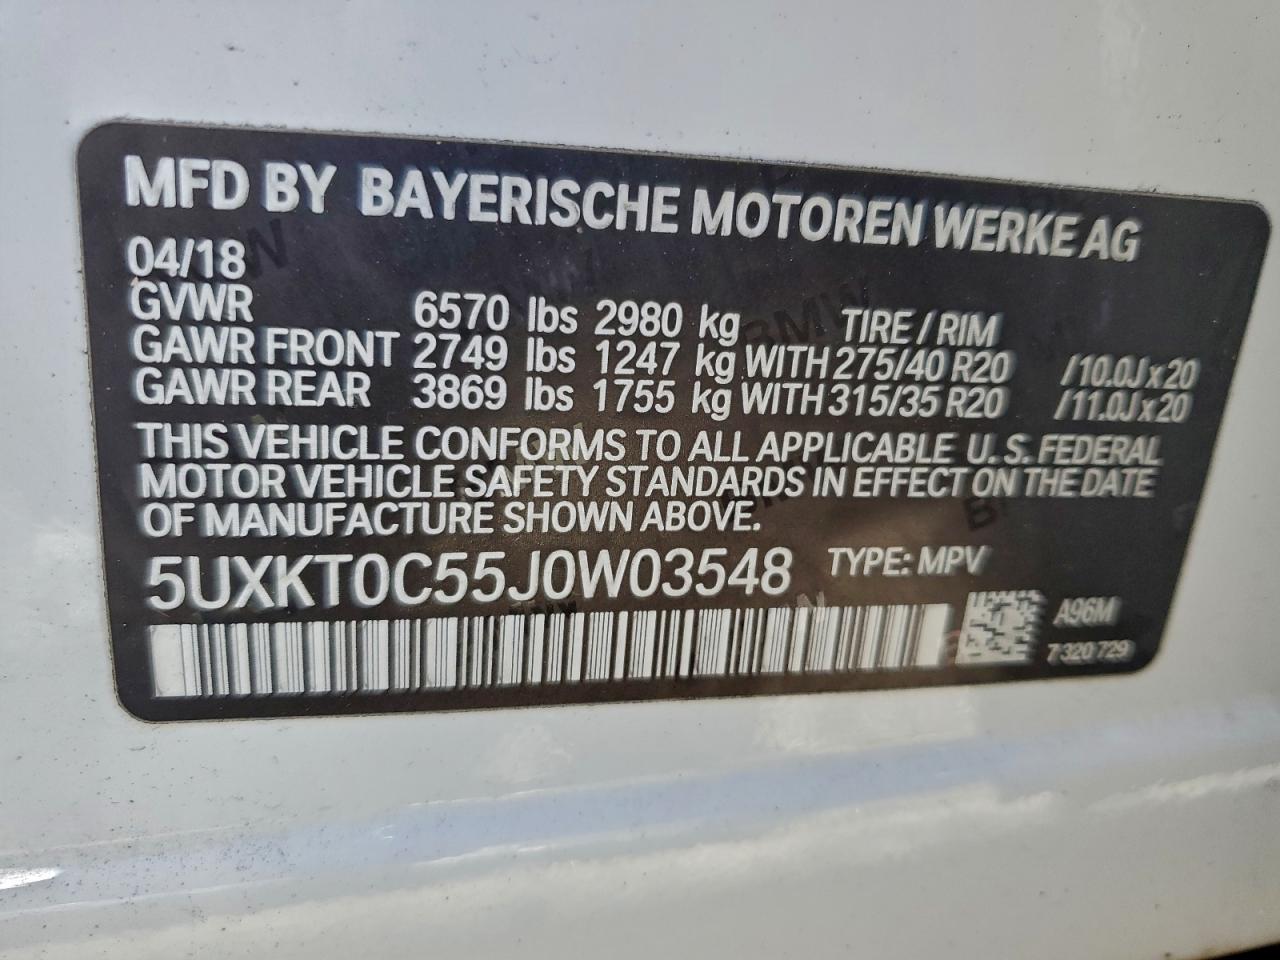 MFD BY BAYERISCHE MOTOREN WERKE AG
04/18
GVWR 6570 lbs 2980 kg TIRE / RIM
GAWR FRONT 2749 lbs 1247 kg WITH 275/40 R20 /10.0J x 20
GAWR REAR 3869 lbs 1755 kg WITH 315/35 R20 /11.0J x 20
THIS VEHICLE CONFORMS TO ALL APPLICABLE U.S. FEDERAL
MOTOR VEHICLE SAFETY STANDARDS IN EFFECT ON THE DATE
OF MANUFACTURE SHOWN ABOVE.
5UXKT0C55J0W03548 TYPE: MPV
A96M
7 320 729